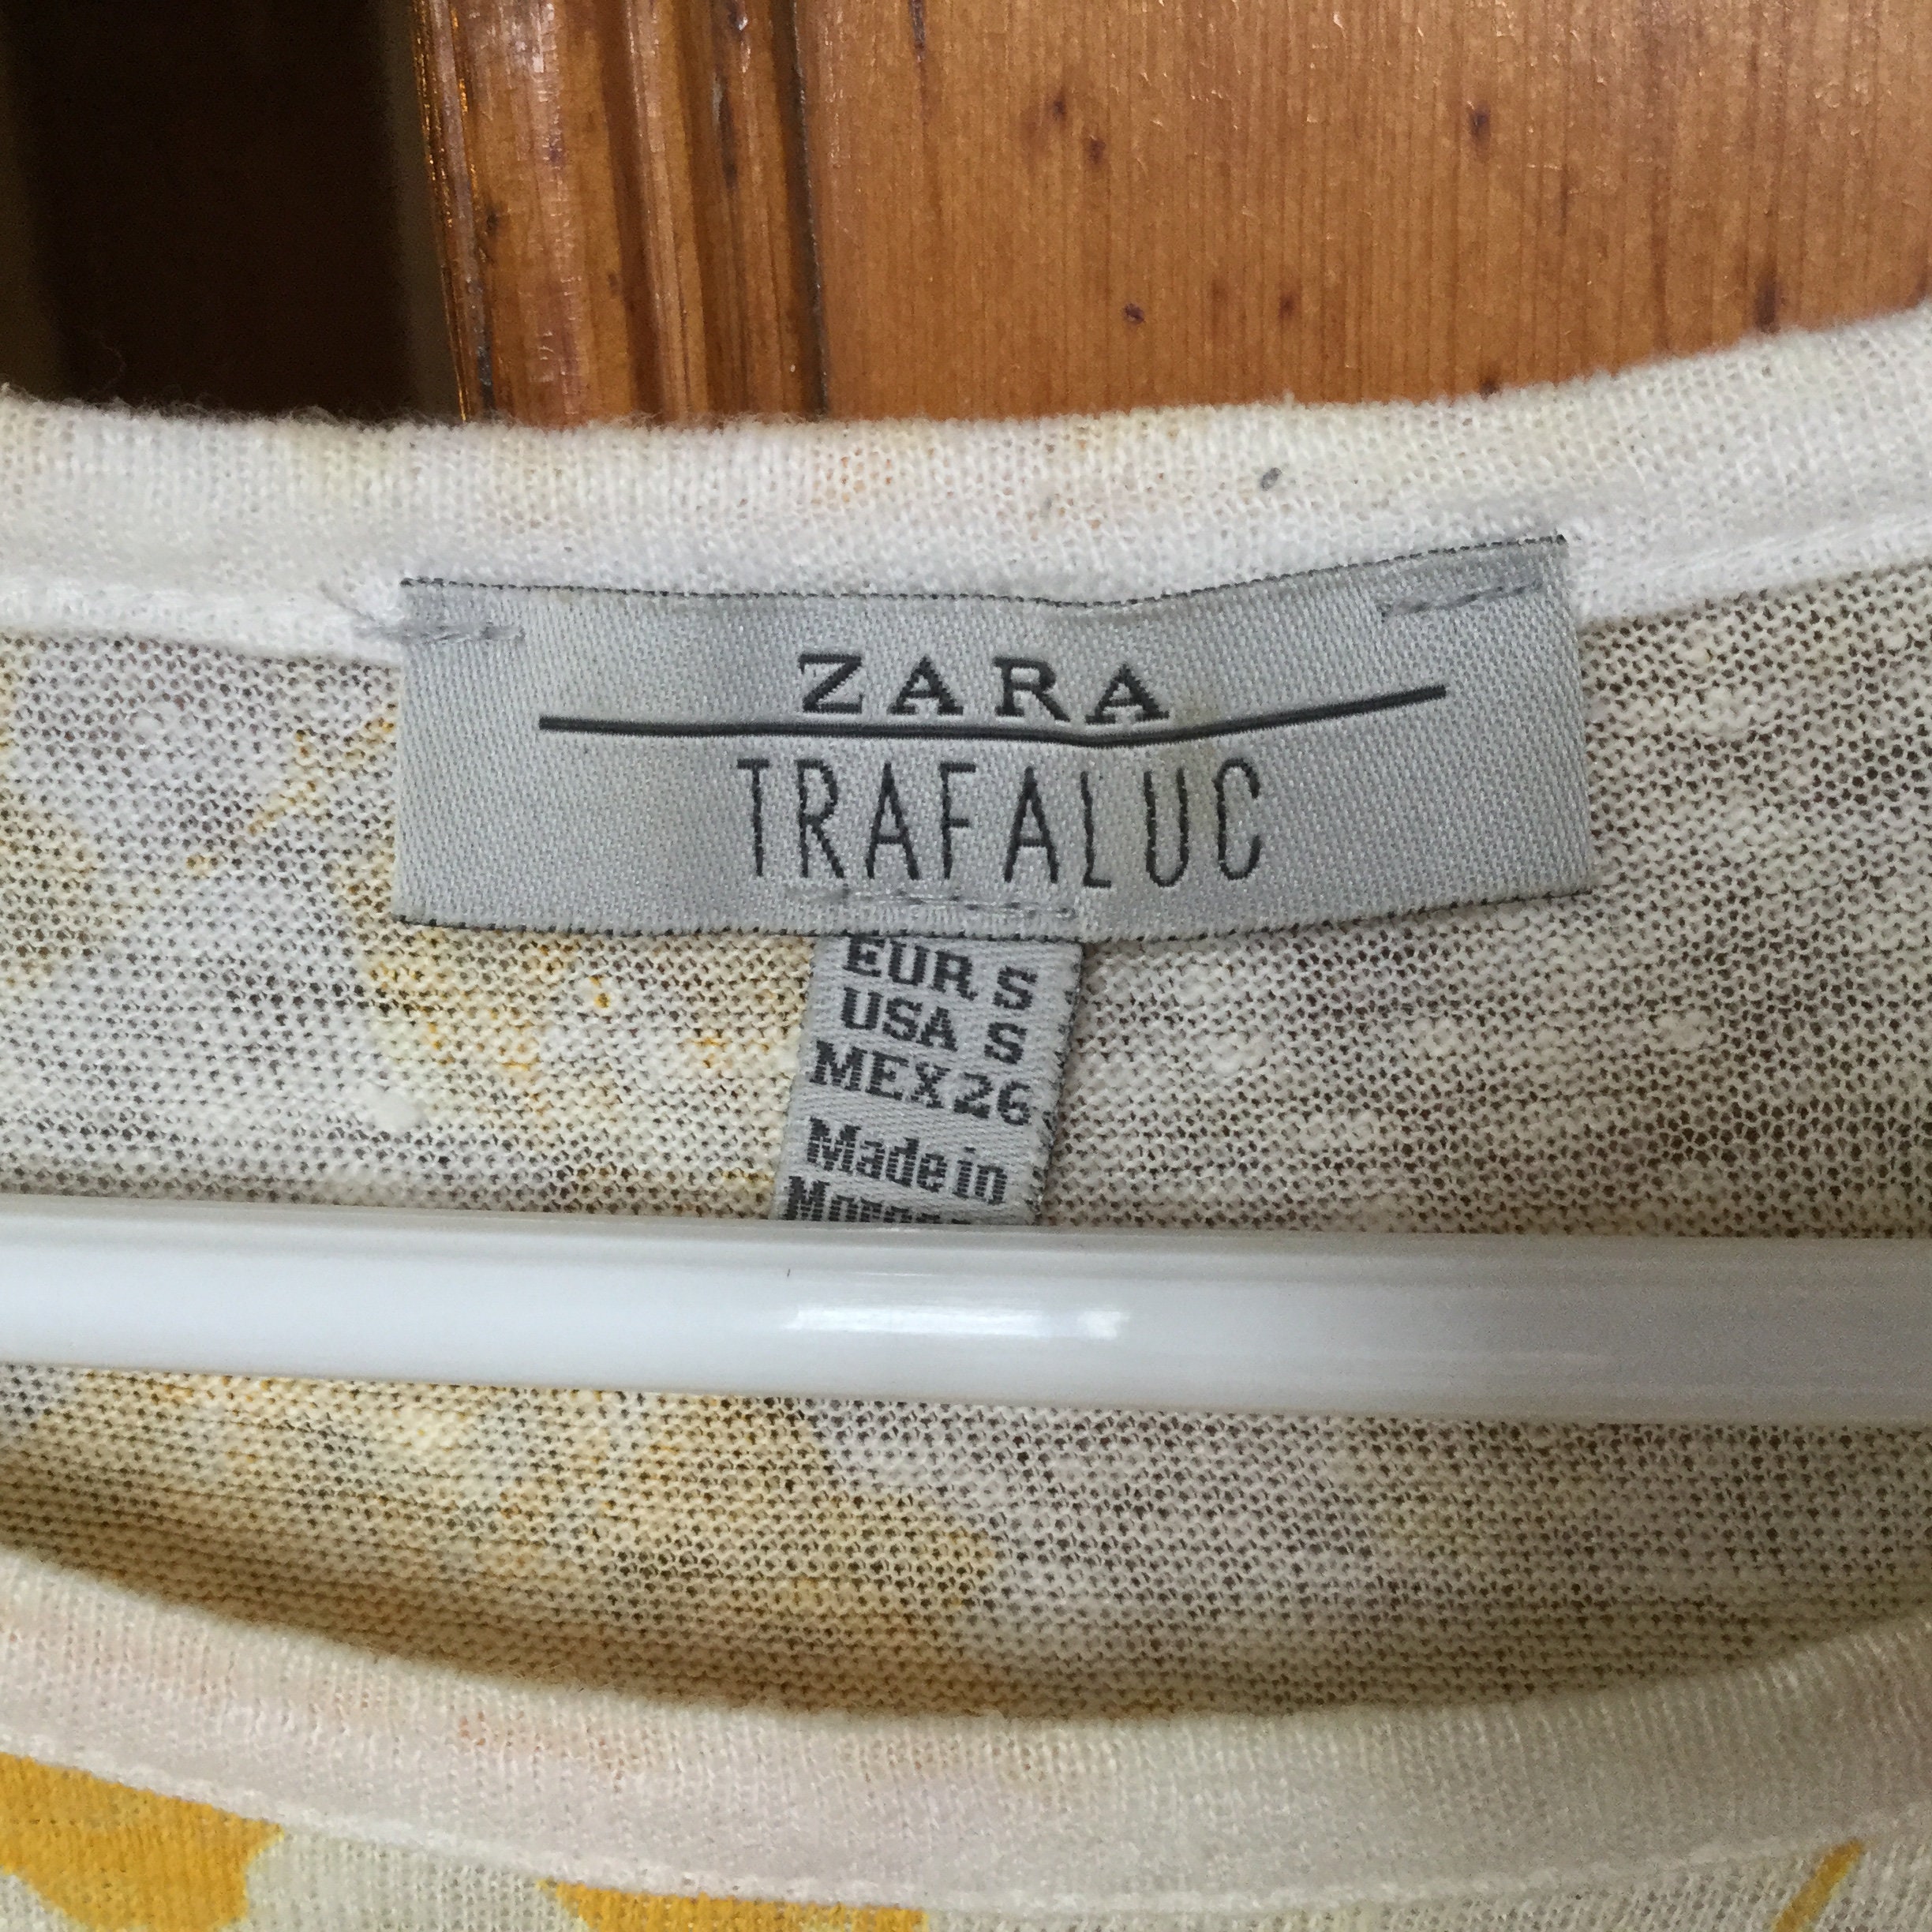 ZARA
TRAFALUC
EUR S
USA S
MEX 26
Made in